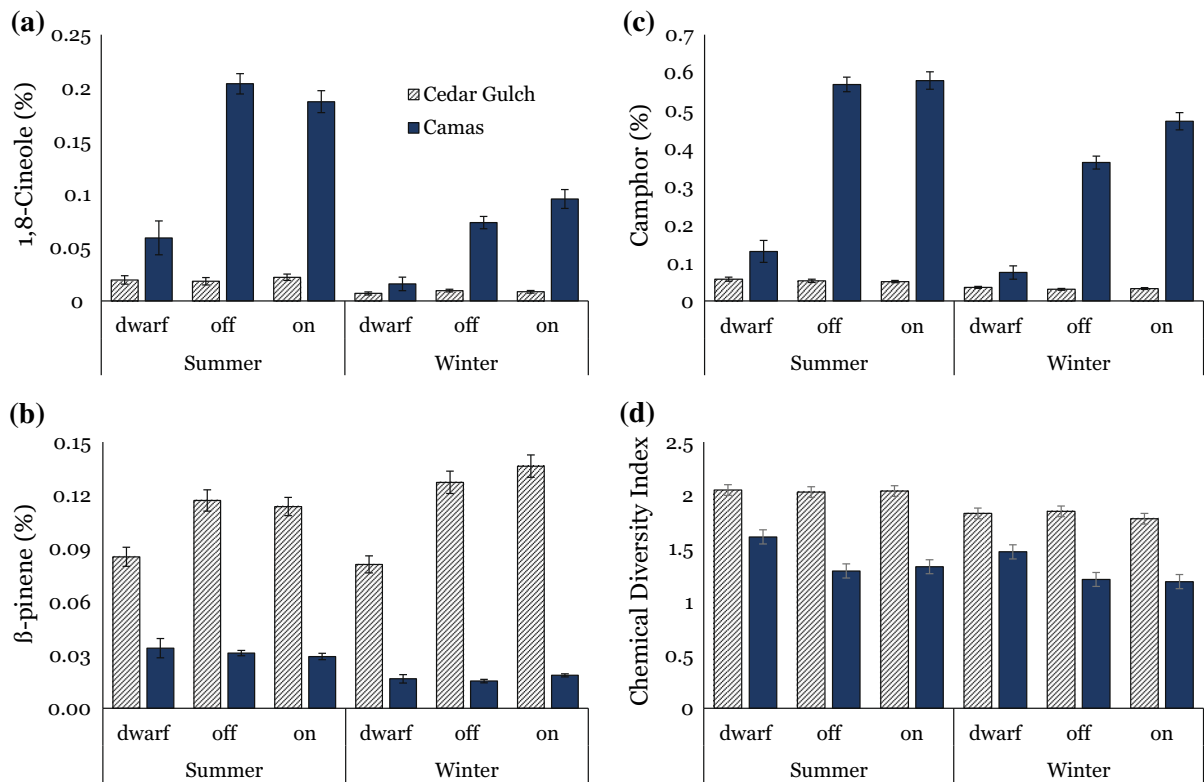 (a)
1,8-Cineole (%)
0.25
0.2
0.15
0.1
0.05
0
Cedar Gulch
Camas
dwarf off on dwarf off on
Summer Winter
(c)
Camphor (%)
0.7
0.6
0.5
0.4
0.3
0.2
0.1
0
dwarf off on dwarf off on
Summer Winter
(b)
ß-pinene (%)
0.15
0.12
0.09
0.06
0.03
0.00
dwarf off on dwarf off on
Summer Winter
(d)
Chemical Diversity Index
2.5
2
1.5
1
0.5
0
dwarf off on dwarf off on
Summer Winter